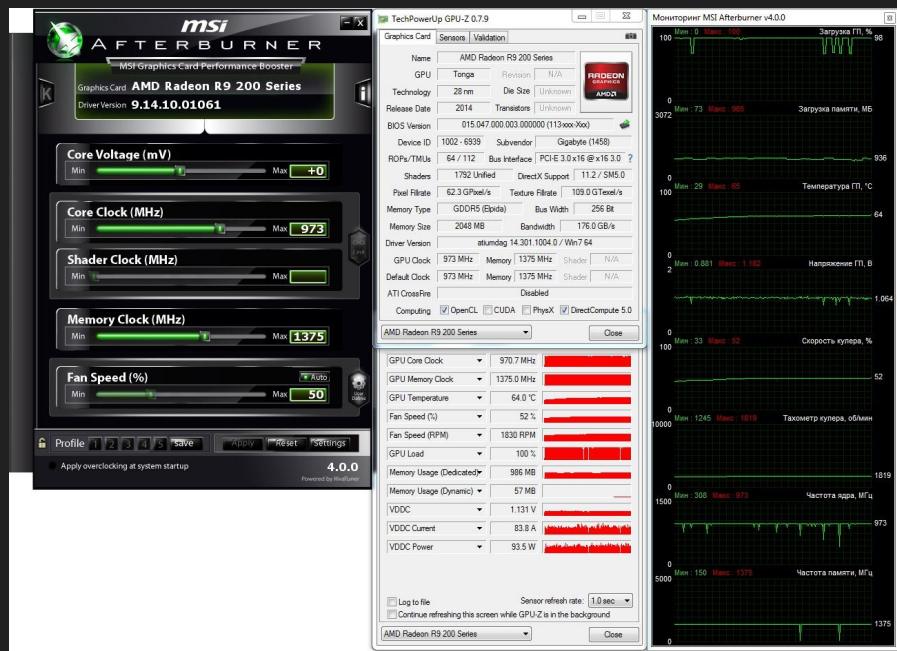 msi
AFTERBURNER
MSI Graphics Card Performance Booster
Graphics Card AMD Radeon R9 200 Series
Driver Version 9.14.10.01061
K
i
Core Voltage (mV)
Min Max +0
Core Clock (MHz)
Min Max 973
Shader Clock (MHz)
Min Max
Memory Clock (MHz)
Min Max 1375
Fan Speed (%)
Auto
Min Max 50
User Define
Profile 1 2 3 4 5 save Apply Reset Settings
Apply overclocking at system startup
4.0.0
Powered by RivaTuner
TechPowerUp GPU-Z 0.7.9
Graphics Card Sensors Validation
Name AMD Radeon R9 200 Series
GPU Tonga Revision N/A
Technology 28 nm Die Size Unknown
Release Date 2014 Transistors Unknown
RADEON
GRAPHICS
AMD
BIOS Version 015.047.000.003.000000 (113-xxx-Xxx)
Device ID 1002 - 6939 Subvendor Gigabyte (1458)
ROPs/TMUs 64 / 112 Bus Interface PCI-E 3.0 x16 @ x16 3.0 ?
Shaders 1792 Unified DirectX Support 11.2 / SM5.0
Pixel Fillrate 62.3 GPixel/s Texture Fillrate 109.0 GTexel/s
Memory Type GDDR5 (Elpida) Bus Width 256 Bit
Memory Size 2048 MB Bandwidth 176.0 GB/s
Driver Version atiumdag 14.301.1004.0 / Win7 64
GPU Clock 973 MHz Memory 1375 MHz Shader N/A
Default Clock 973 MHz Memory 1375 MHz Shader N/A
ATI CrossFire Disabled
Computing OpenCL CUDA PhysX DirectCompute 5.0
AMD Radeon R9 200 Series Close
GPU Core Clock 970.7 MHz
GPU Memory Clock 1375.0 MHz
GPU Temperature 64.0 °C
Fan Speed (%) 52 %
Fan Speed (RPM) 1830 RPM
GPU Load 100 %
Memory Usage (Dedicated) 986 MB
Memory Usage (Dynamic) 57 MB
VDDC 1.131 V
VDDC Current 83.8 A
VDDC Power 93.5 W
Log to file Sensor refresh rate: 1.0 sec
Continue refreshing this screen while GPU-Z is in the background
AMD Radeon R9 200 Series Close
Мониторинг MSI Afterburner v4.0.0
100 Мин : 0 Макс : 100 Загрузка ГП, % 98
0
3072 Мин : 73 Макс : 985 Загрузка памяти, МБ
936
0
100 Мин : 29 Макс : 65 Температура ГП, °C
64
0
2 Мин : 0.881 Макс : 1.182 Напряжение ГП, В
1.064
0
100 Мин : 33 Макс : 52 Скорость кулера, %
52
0
10000 Мин : 1245 Макс : 1819 Тахометр кулера, об/мин
1819
0
1500 Мин : 308 Макс : 973 Частота ядра, МГц
973
0
5000 Мин : 150 Макс : 1375 Частота памяти, МГц
1375
0